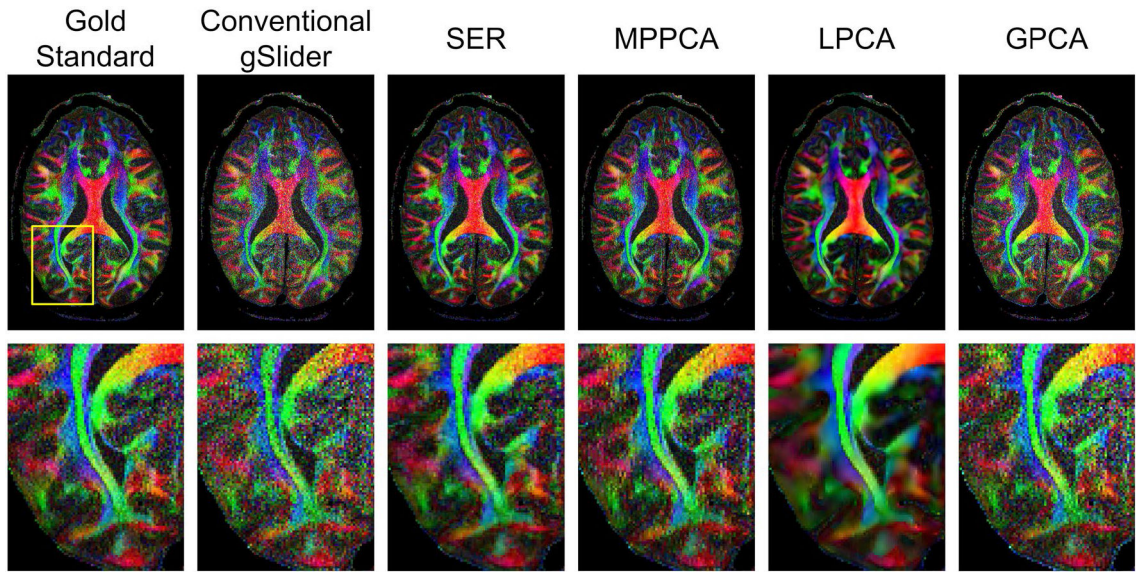 Gold
Standard
Conventional
gSlider
SER
MPPCA
LPCA
GPCA